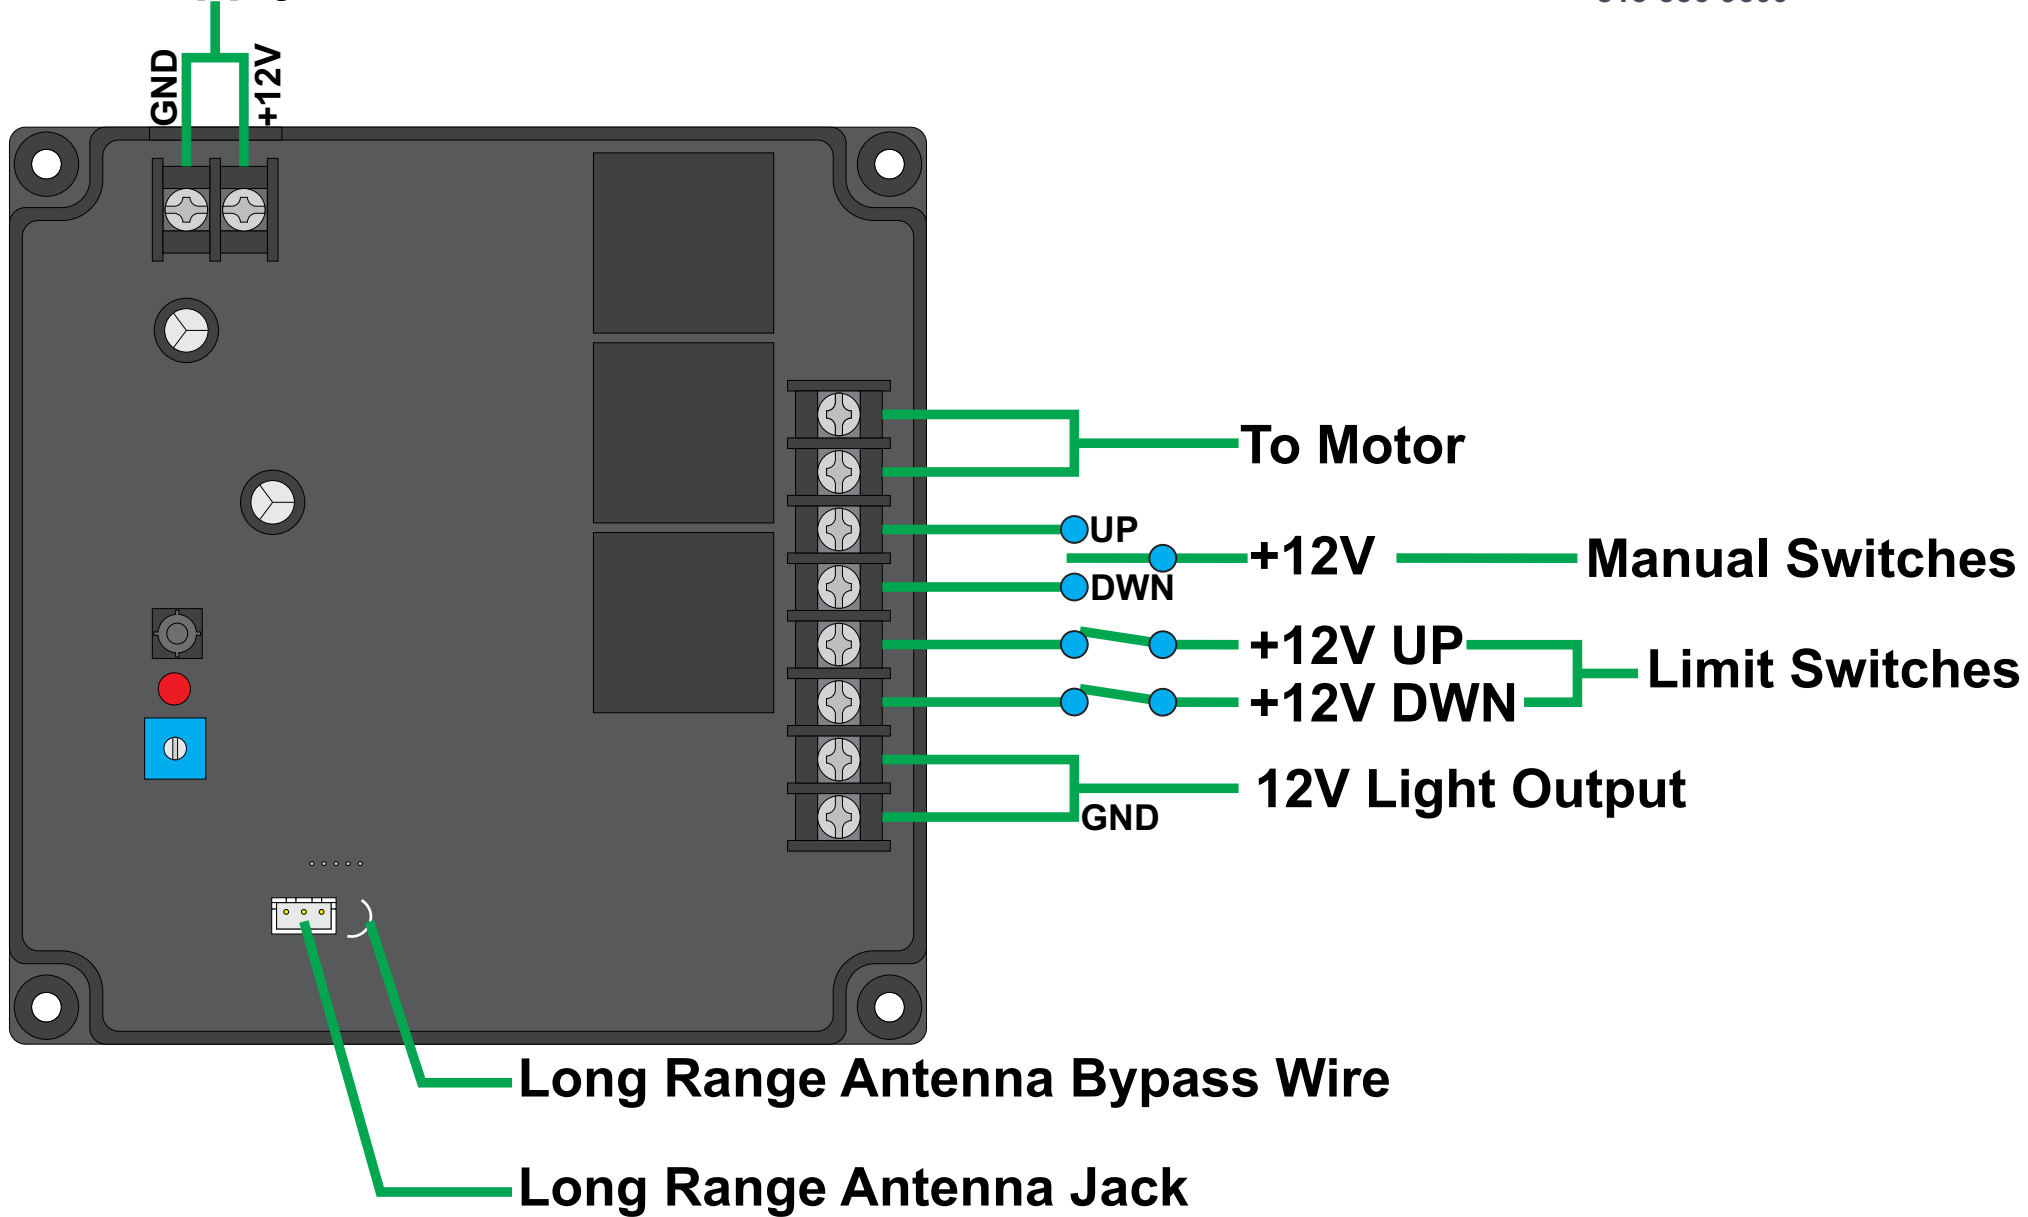 GND
+12V
To Motor
UP
+12V
Manual Switches
DWN
+12V UP
Limit Switches
+12V DWN
12V Light Output
GND
Long Range Antenna Bypass Wire
Long Range Antenna Jack